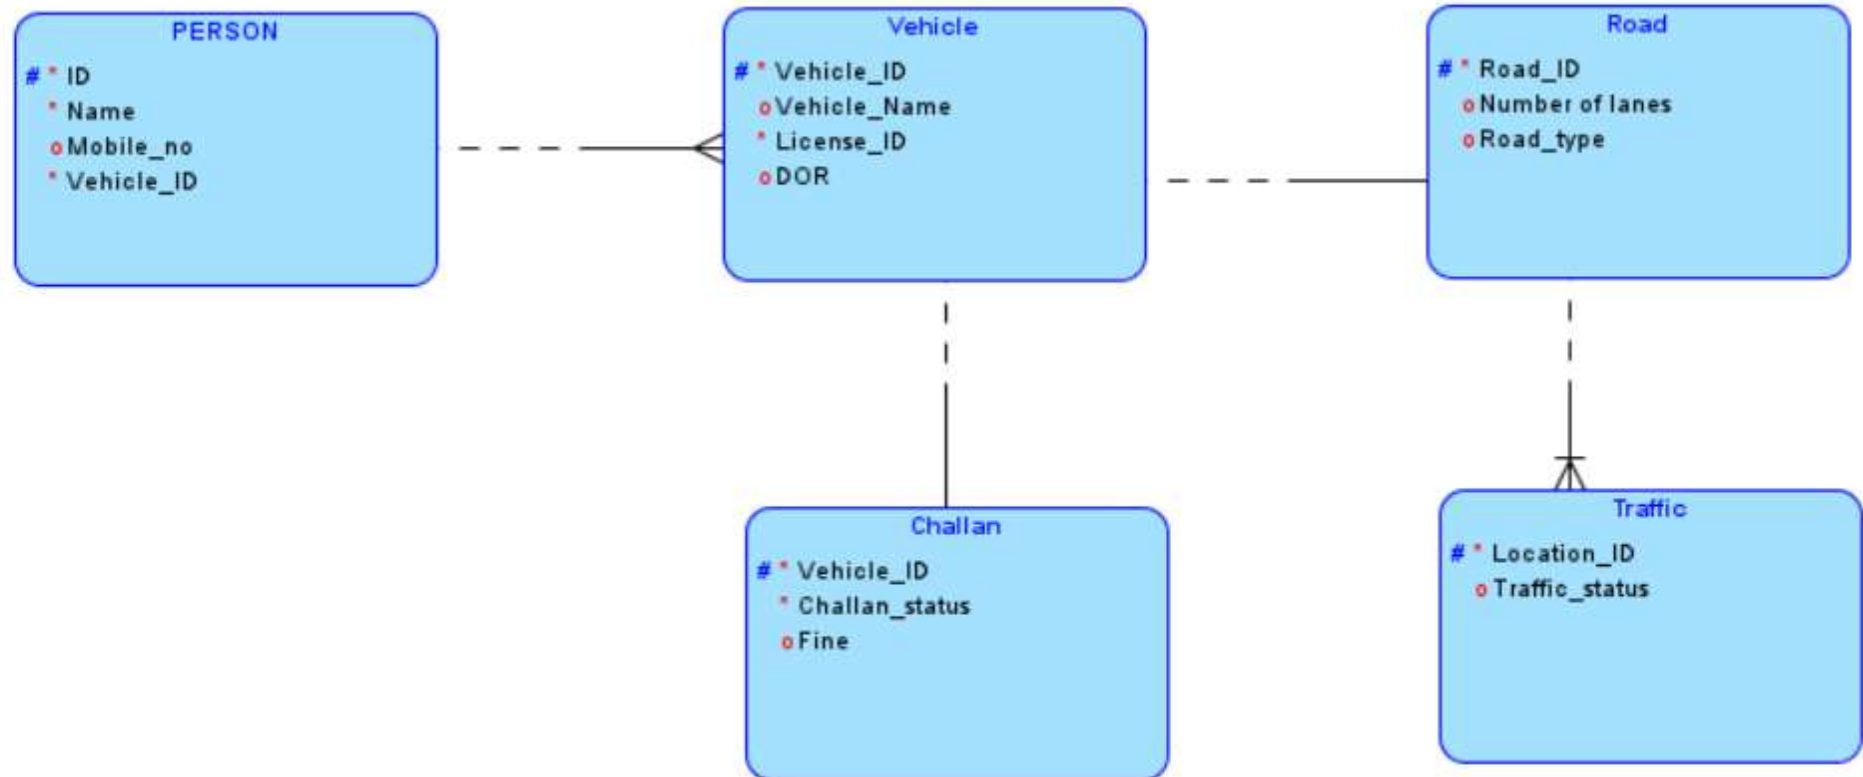 PERSON
# * ID
* Name
o Mobile_no
* Vehicle_ID
Vehicle
# * Vehicle_ID
o Vehicle_Name
* License_ID
o DOR
Road
# * Road_ID
o Number of lanes
o Road_type
Challan
# * Vehicle_ID
* Challan_status
o Fine
Traffic
# * Location_ID
o Traffic_status